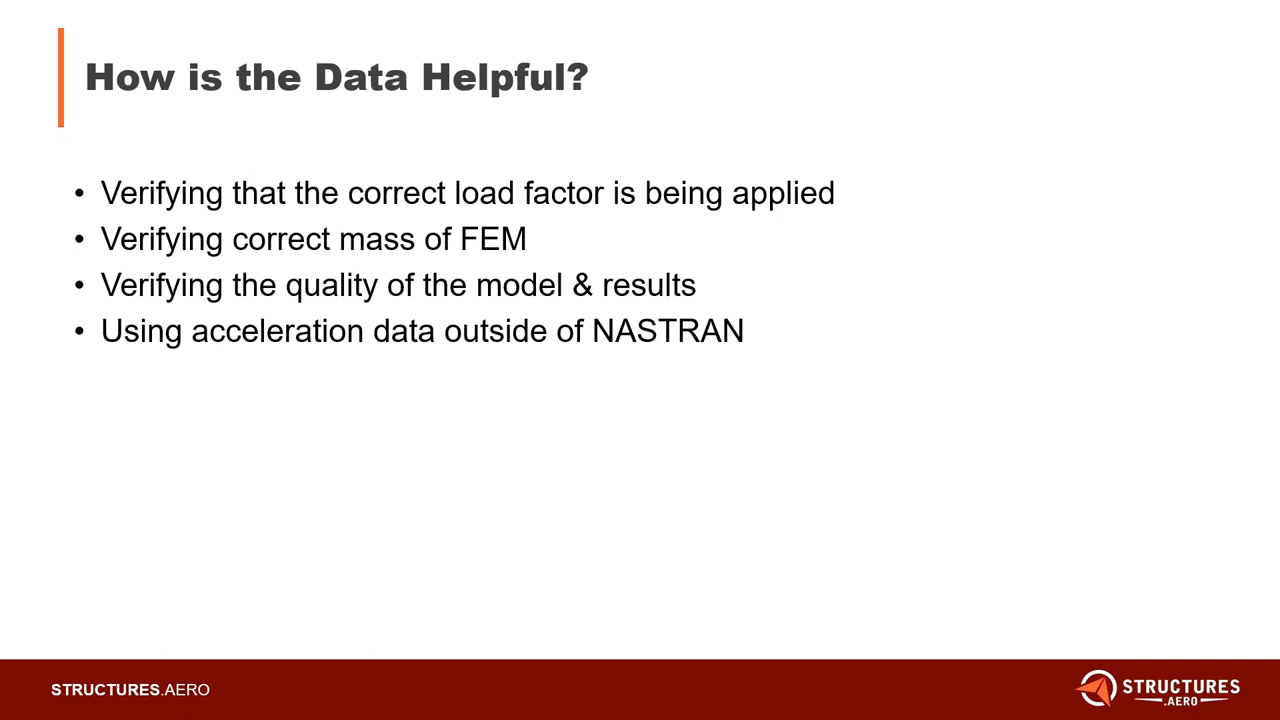 How is the Data Helpful?
• Verifying that the correct load factor is being applied
• Verifying correct mass of FEM
• Verifying the quality of the model & results
• Using acceleration data outside of NASTRAN
STRUCTURES.AERO
STRUCTURES
.AERO